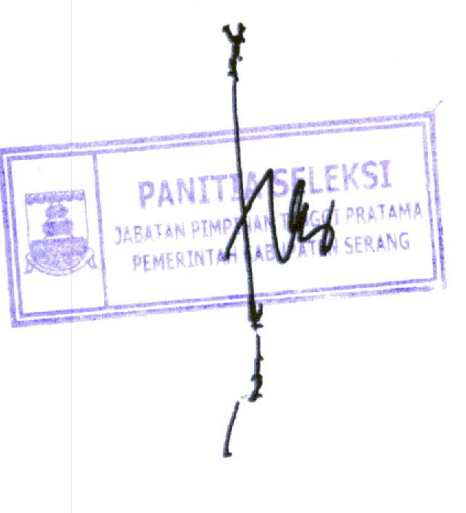 PANITIA SELEKSI
JABATAN PIMPINAN TINGGI PRATAMA
PEMERINTAH KABUPATEN SERANG